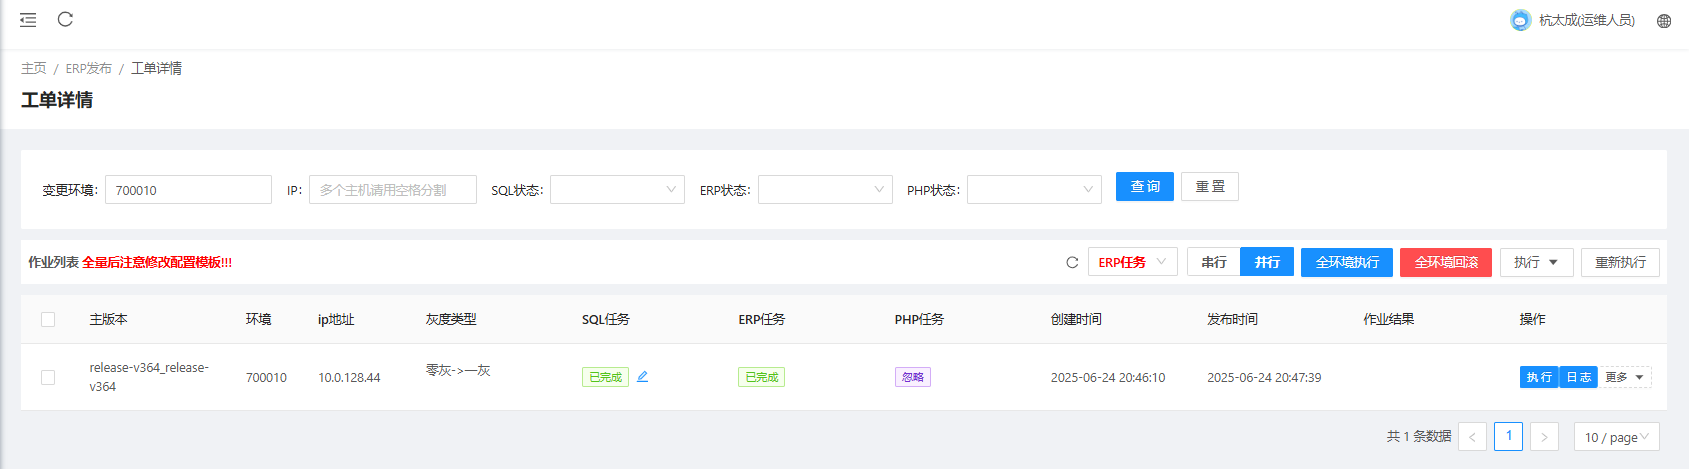 杭太成(运维人员)
主页 / ERP发布 / 工单详情
工单详情
变更环境: 700010 IP: 多个主机请用空格分割 SQL状态: ERP状态: PHP状态: 查 询 重 置
作业列表 全量后注意修改配置模板!!! ERP任务 串行 并行 全环境执行 全环境回滚 执行 重新执行
主版本 环境 ip地址 灰度类型 SQL任务 ERP任务 PHP任务 创建时间 发布时间 作业结果 操作
release-v364_release-
v364 700010 10.0.128.44 零灰->一灰 已完成 已完成 忽略 2025-06-24 20:46:10 2025-06-24 20:47:39 执 行 日 志 更多
共 1 条数据 < 1 > 10 / page